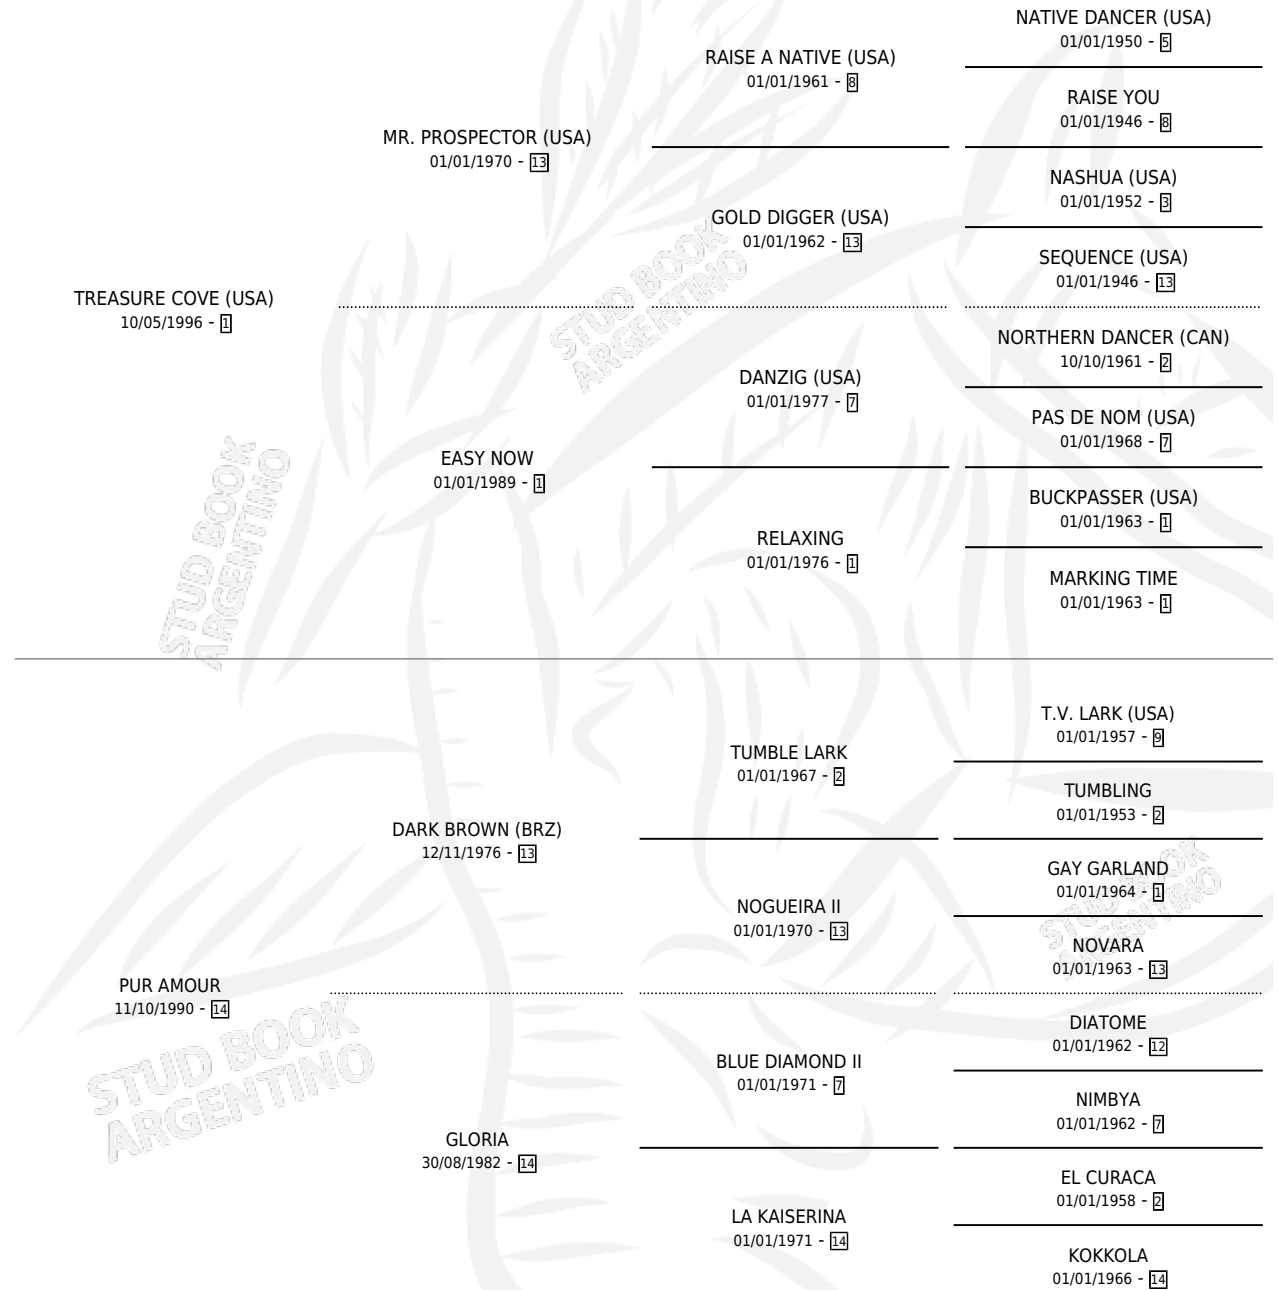 NATIVE DANCER (USA)
01/01/1950 - 5
RAISE A NATIVE (USA)
01/01/1961 - 8
RAISE YOU
01/01/1946 - 8
MR. PROSPECTOR (USA)
01/01/1970 - 13
NASHUA (USA)
01/01/1952 - 3
GOLD DIGGER (USA)
01/01/1962 - 13
SEQUENCE (USA)
01/01/1946 - 13
TREASURE COVE (USA)
10/05/1996 - 1
NORTHERN DANCER (CAN)
10/10/1961 - 2
DANZIG (USA)
01/01/1977 - 7
PAS DE NOM (USA)
01/01/1968 - 7
EASY NOW
01/01/1989 - 1
BUCKPASSER (USA)
01/01/1963 - 1
RELAXING
01/01/1976 - 1
MARKING TIME
01/01/1963 - 1
T.V. LARK (USA)
01/01/1957 - 9
TUMBLE LARK
01/01/1967 - 2
TUMBLING
01/01/1953 - 2
DARK BROWN (BRZ)
12/11/1976 - 13
GAY GARLAND
01/01/1964 - 1
NOGUEIRA II
01/01/1970 - 13
NOVARA
01/01/1963 - 13
PUR AMOUR
11/10/1990 - 14
DIATOME
01/01/1962 - 12
BLUE DIAMOND II
01/01/1971 - 7
NIMBYA
01/01/1962 - 7
GLORIA
30/08/1982 - 14
EL CURACA
01/01/1958 - 2
LA KAISERINA
01/01/1971 - 14
KOKKOLA
01/01/1966 - 14
STUD BOOK
ARGENTINO
STUD BOOK
ARGENTINO
STUD BOOK
ARGENTINO
STUD BOOK
ARGENTINO